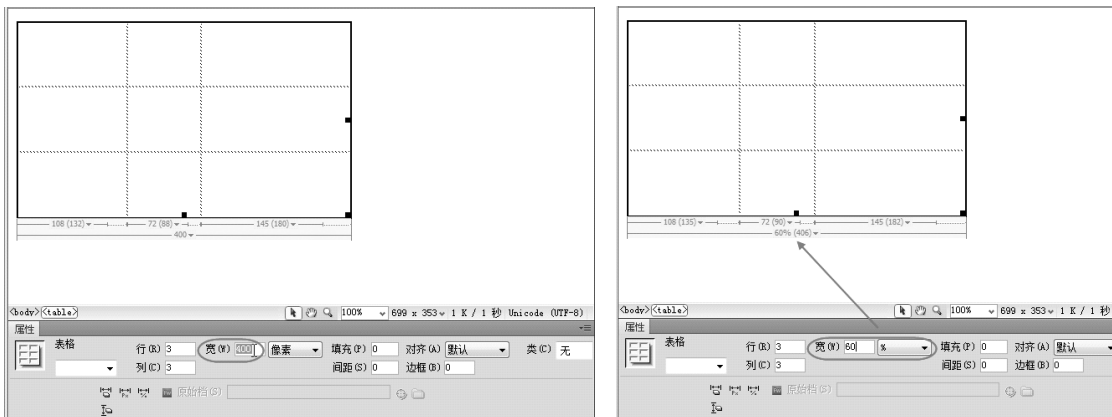 108 (132) 72 (88) 145 (180)
400
<body><table> 100% 699 x 353 1 K / 1 秒 Unicode (UTF-8)
属性
表格 行(R) 3 宽(W) 像素 填充(P) 0 对齐(A) 默认 类(C) 无
列(C) 3 间距(S) 0 边框(B) 0
原始档(S)
108 (135) 72 (90) 145 (182)
60% (406)
<body><table> 100% 699 x 353 1 K / 1 秒
属性
表格 行(R) 3 宽(W) 60 % 填充(P) 0 对齐(A) 默认
列(C) 3 间距(S) 0 边框(B) 0
原始档(S)